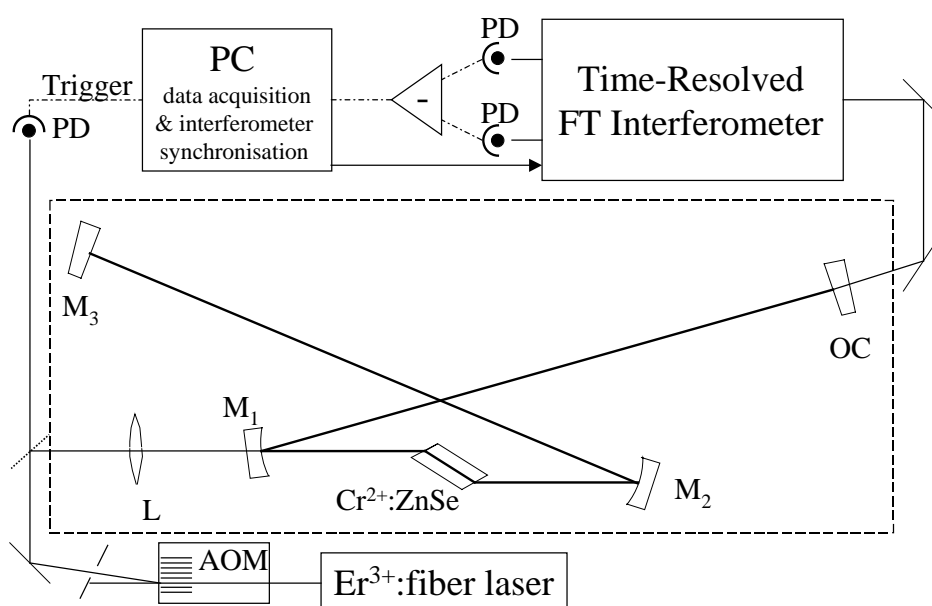 PD
PC
data acquisition
& interferometer
synchronisation
Trigger
PD
-
PD
Time-Resolved
FT Interferometer
M₃
OC
M₁
L
Cr²⁺:ZnSe
M₂
AOM
Er³⁺:fiber laser